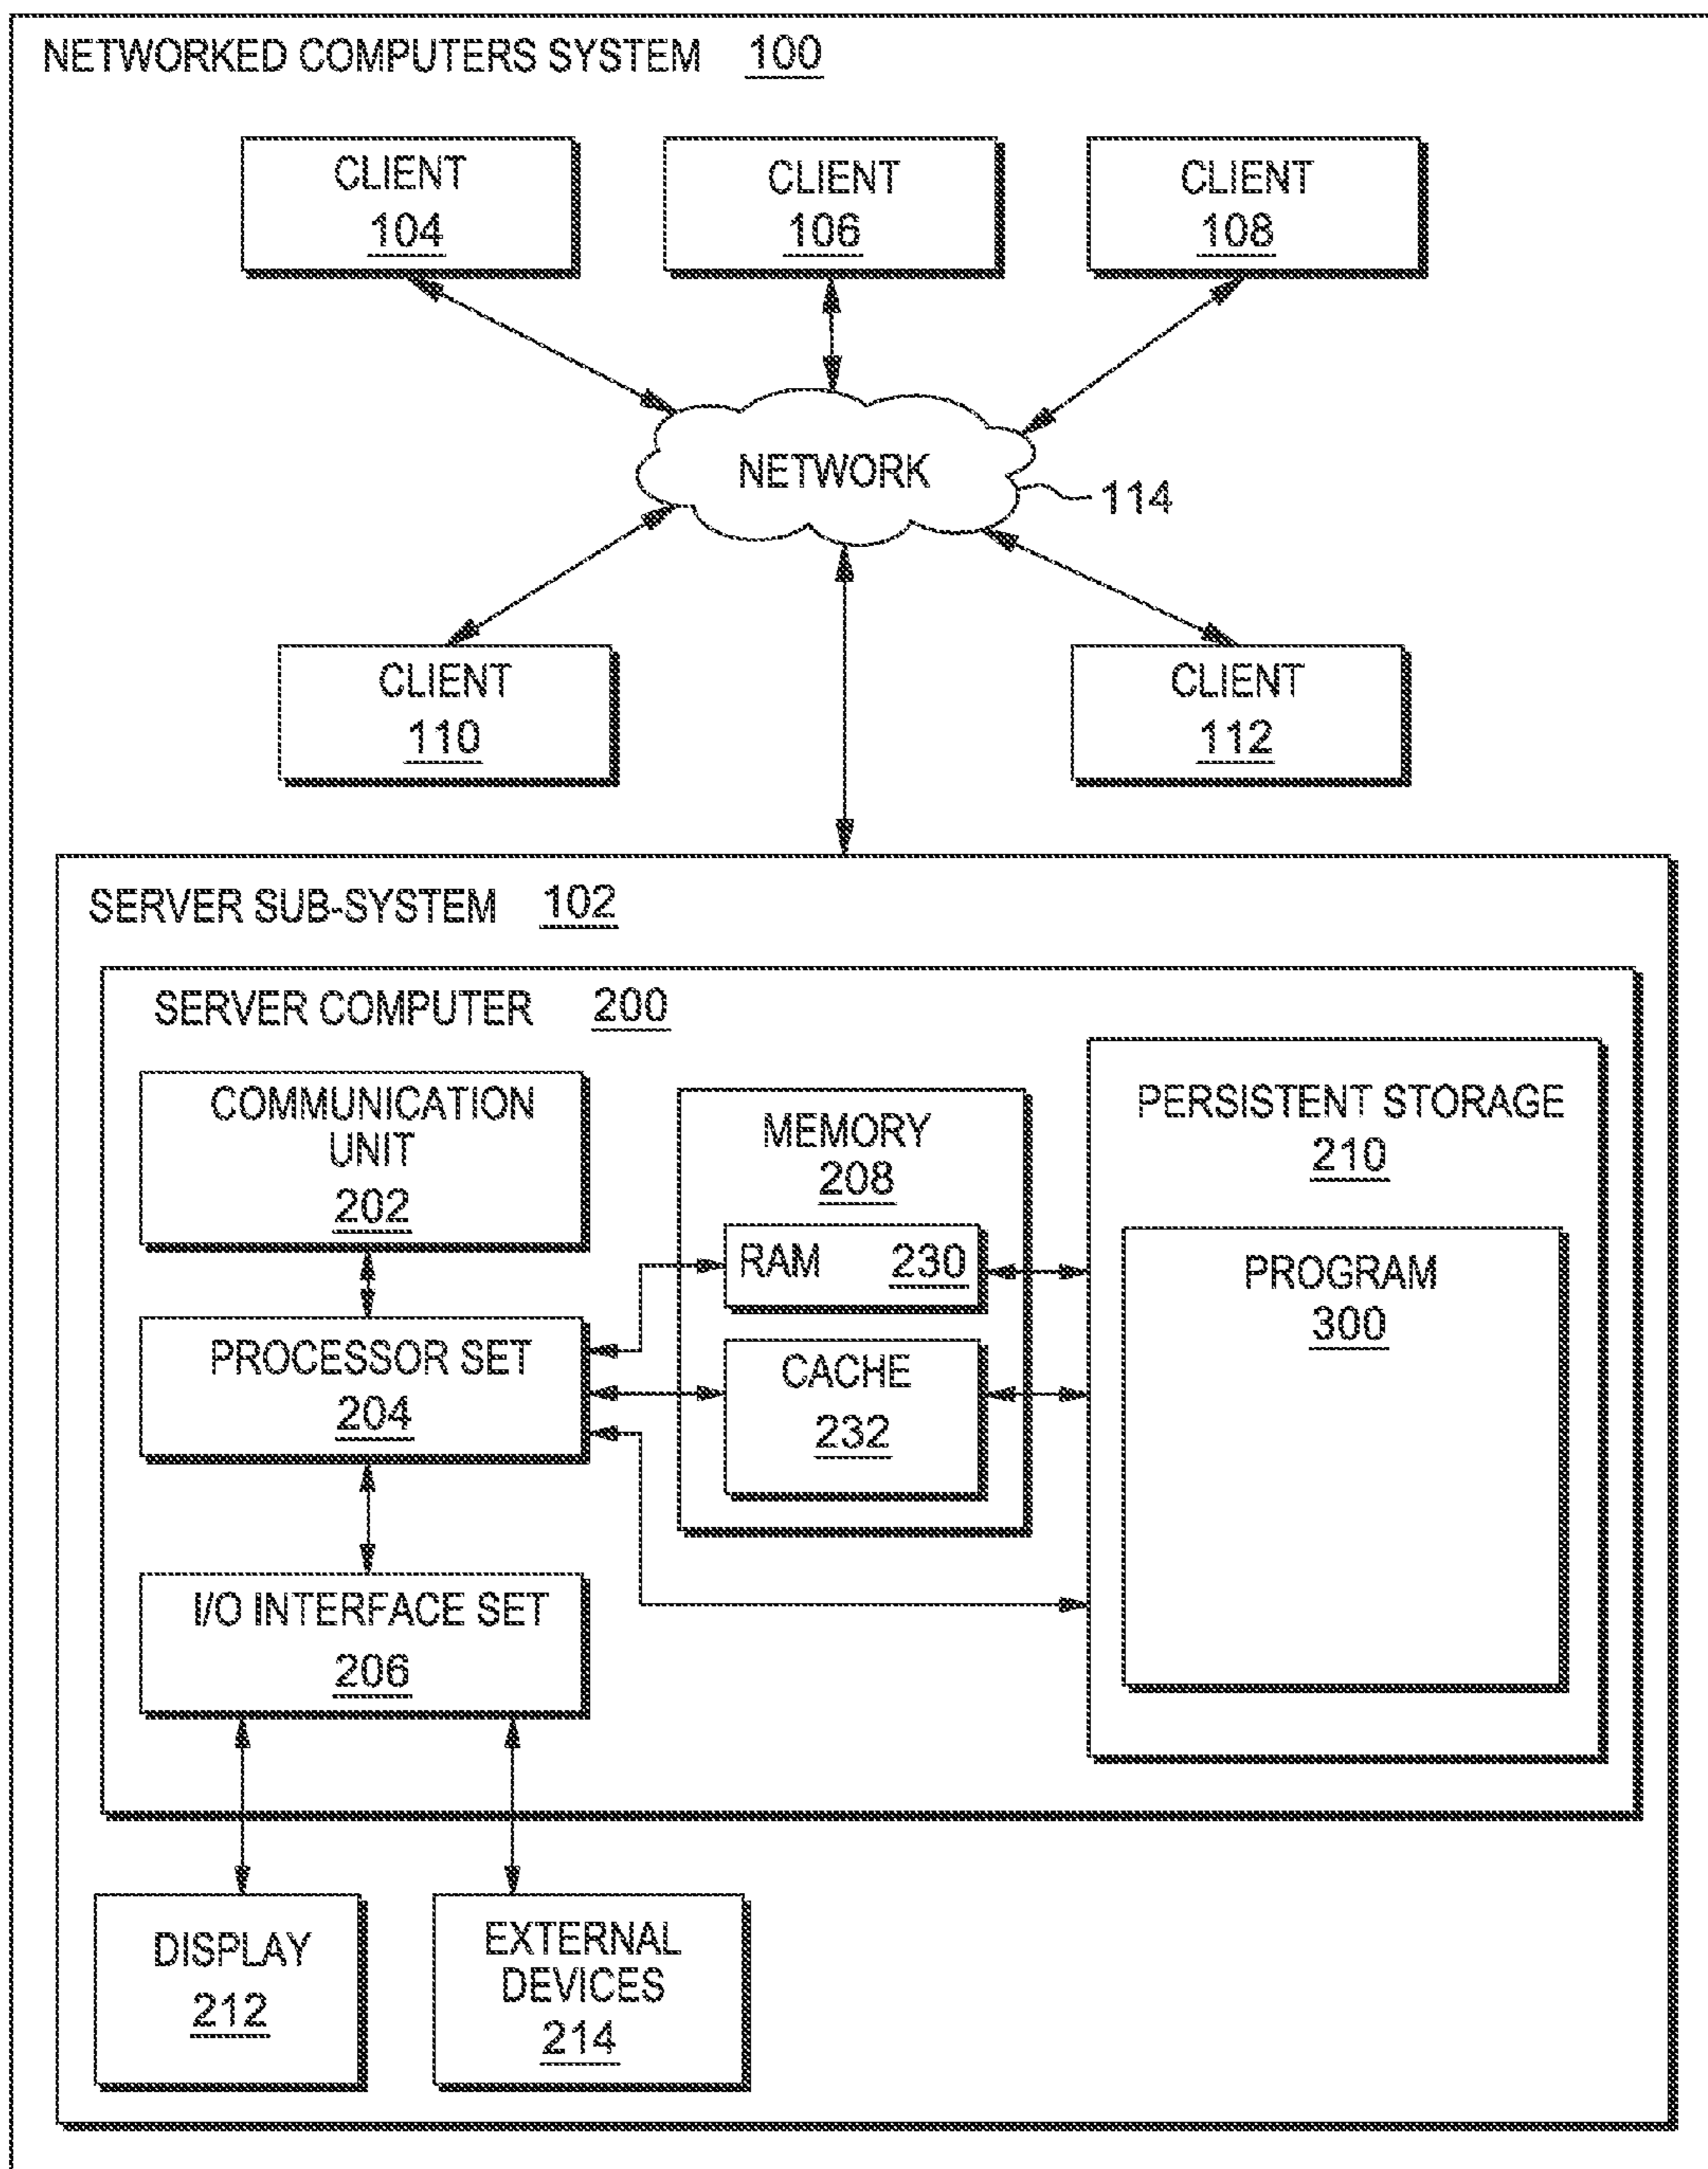 NETWORKED COMPUTERS SYSTEM 100
CLIENT
104
CLIENT
106
CLIENT
108
NETWORK
114
CLIENT
110
CLIENT
112
SERVER SUB-SYSTEM 102
SERVER COMPUTER 200
COMMUNICATION
UNIT
202
PROCESSOR SET
204
I/O INTERFACE SET
206
MEMORY
208
RAM 230
CACHE
232
PERSISTENT STORAGE
210
PROGRAM
300
DISPLAY
212
EXTERNAL
DEVICES
214